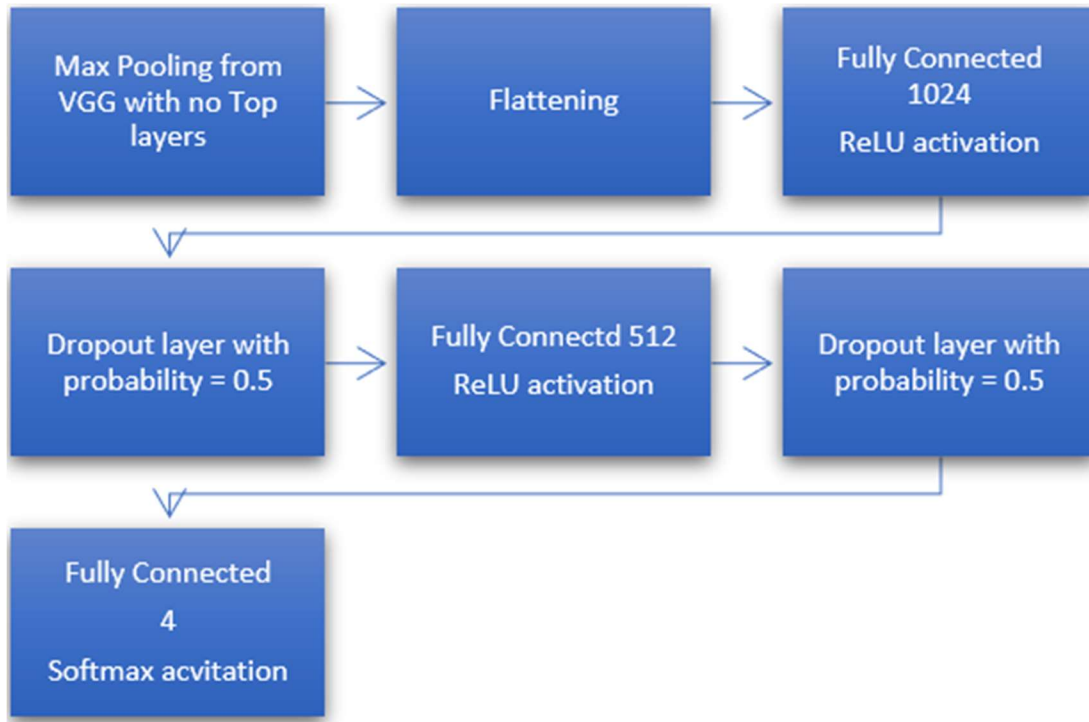 Max Pooling from
VGG with no Top
layers
Flattening
Fully Connected
1024
ReLU activation
Dropout layer with
probability = 0.5
Fully Connectd 512
ReLU activation
Dropout layer with
probability = 0.5
Fully Connected
4
Softmax acvitation